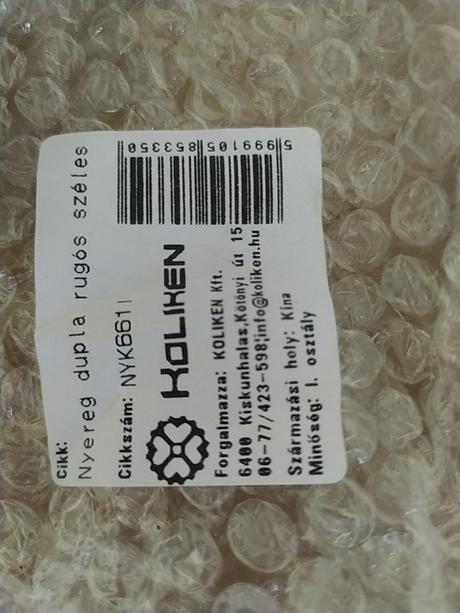 Cikk:
Nyereg dupla rugós széles
Cikkszám: NYK661|
5 999105 853350
KOLIKEN
Forgalmazza: KOLIKEN Kft.
6400 Kiskunhalas,Kötönyi út 15
06-77/423-598;info@koliken.hu
Származási hely: Kína
Minőség: I. osztály